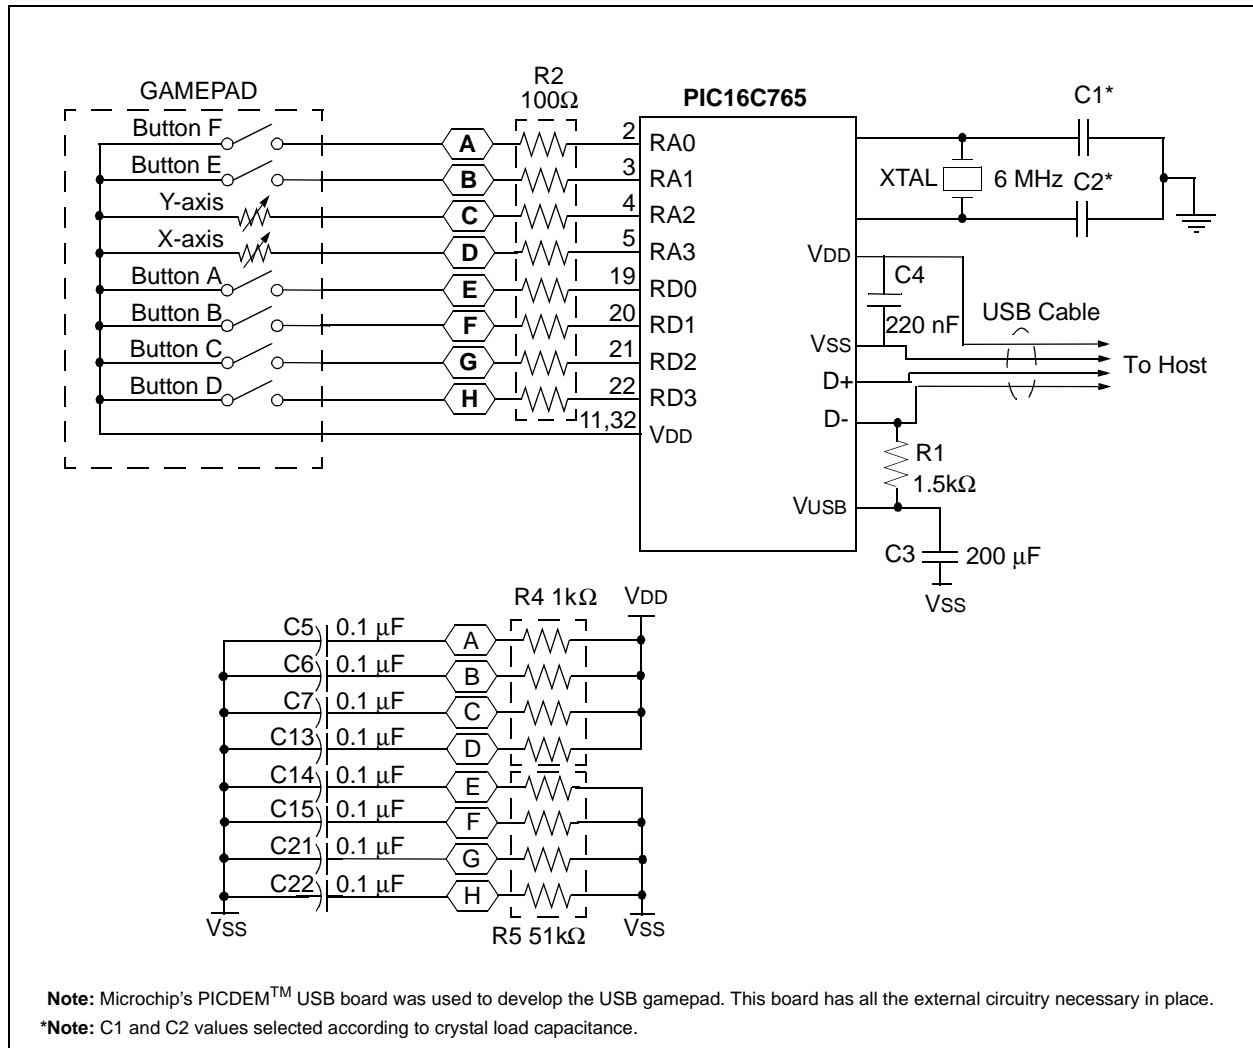 R2
100Ω
GAMEPAD
PIC16C765
C1*
Button F
A
2
RA0
Button E
B
3
RA1
XTAL
6 MHz
C2*
Y-axis
C
4
RA2
X-axis
D
5
RA3
VDD
Button A
E
19
RD0
C4
220 nF
USB Cable
Button B
F
20
RD1
VSS
Button C
G
21
RD2
D+
To Host
Button D
H
22
RD3
D-
11,32
VDD
R1
1.5kΩ
VUSB
C3
200 μF
VSS
R4 1kΩ
VDD
C5
0.1 μF
A
C6
0.1 μF
B
C7
0.1 μF
C
C13
0.1 μF
D
C14
0.1 μF
E
C15
0.1 μF
F
C21
0.1 μF
G
C22
0.1 μF
H
VSS
R5 51kΩ
VSS
Note: Microchip's PICDEM™ USB board was used to develop the USB gamepad. This board has all the external circuitry necessary in place.
*Note: C1 and C2 values selected according to crystal load capacitance.